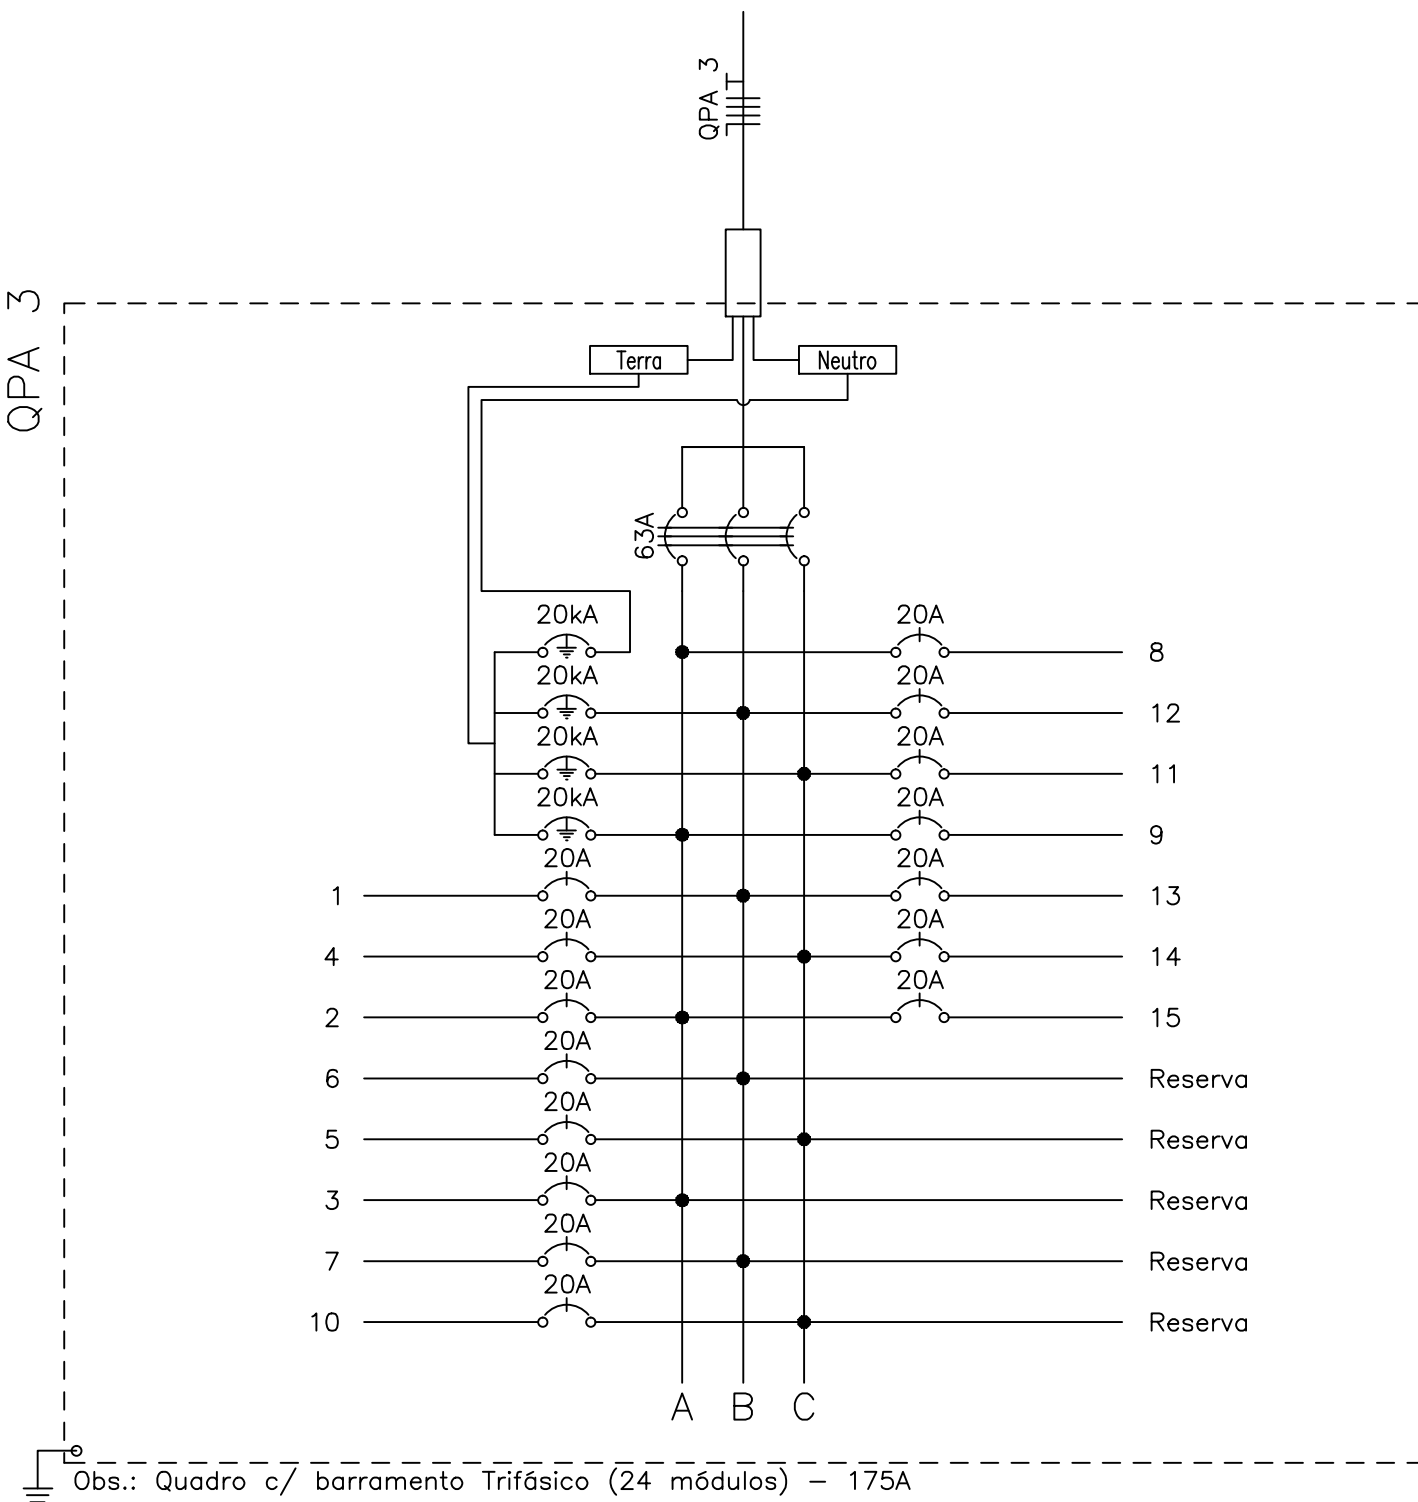 QPA 3
QPA 3
Terra
Neutro
63A
20kA
20A
8
20kA
20A
12
20kA
20A
11
20kA
20A
9
20A
20A
1
13
20A
20A
4
14
20A
20A
2
15
20A
6
Reserva
20A
5
Reserva
20A
3
Reserva
20A
7
Reserva
20A
10
Reserva
A B C
Obs.: Quadro c/ barramento Trifásico (24 módulos) – 175A